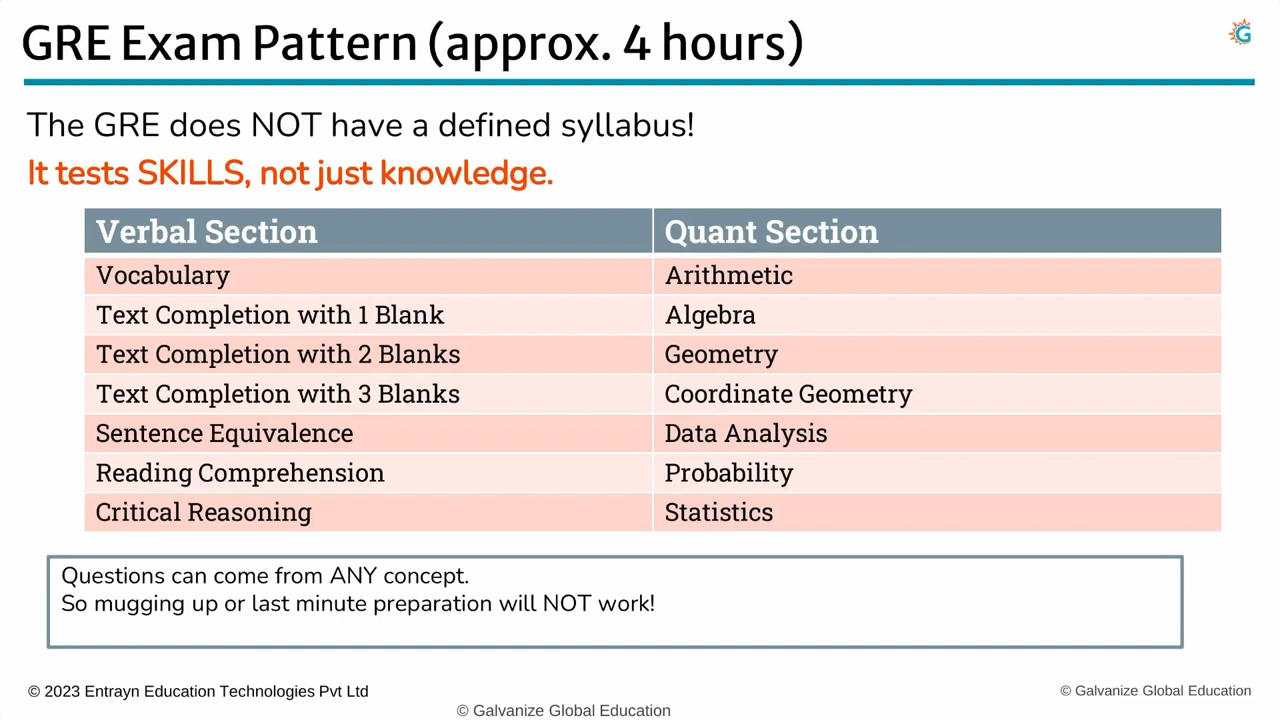 GRE Exam Pattern (approx. 4 hours)
G
The GRE does NOT have a defined syllabus!
It tests SKILLS, not just knowledge.
Verbal Section Quant Section
Vocabulary Arithmetic
Text Completion with 1 Blank Algebra
Text Completion with 2 Blanks Geometry
Text Completion with 3 Blanks Coordinate Geometry
Sentence Equivalence Data Analysis
Reading Comprehension Probability
Critical Reasoning Statistics
Questions can come from ANY concept.
So mugging up or last minute preparation will NOT work!
© 2023 Entrayn Education Technologies Pvt Ltd
© Galvanize Global Education
© Galvanize Global Education